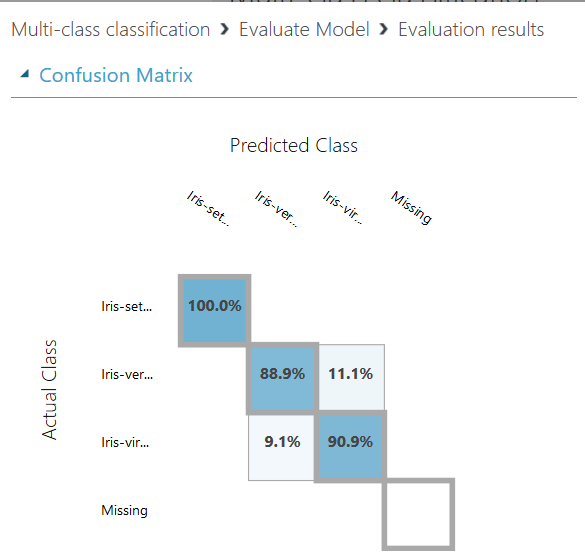 Multi-class classification › Evaluate Model › Evaluation results
Confusion Matrix
Predicted Class
Iris-set... Iris-ver... Iris-vir... Missing
Iris-set... 100.0%
Iris-ver... 88.9% 11.1%
Actual Class
Iris-vir... 9.1% 90.9%
Missing